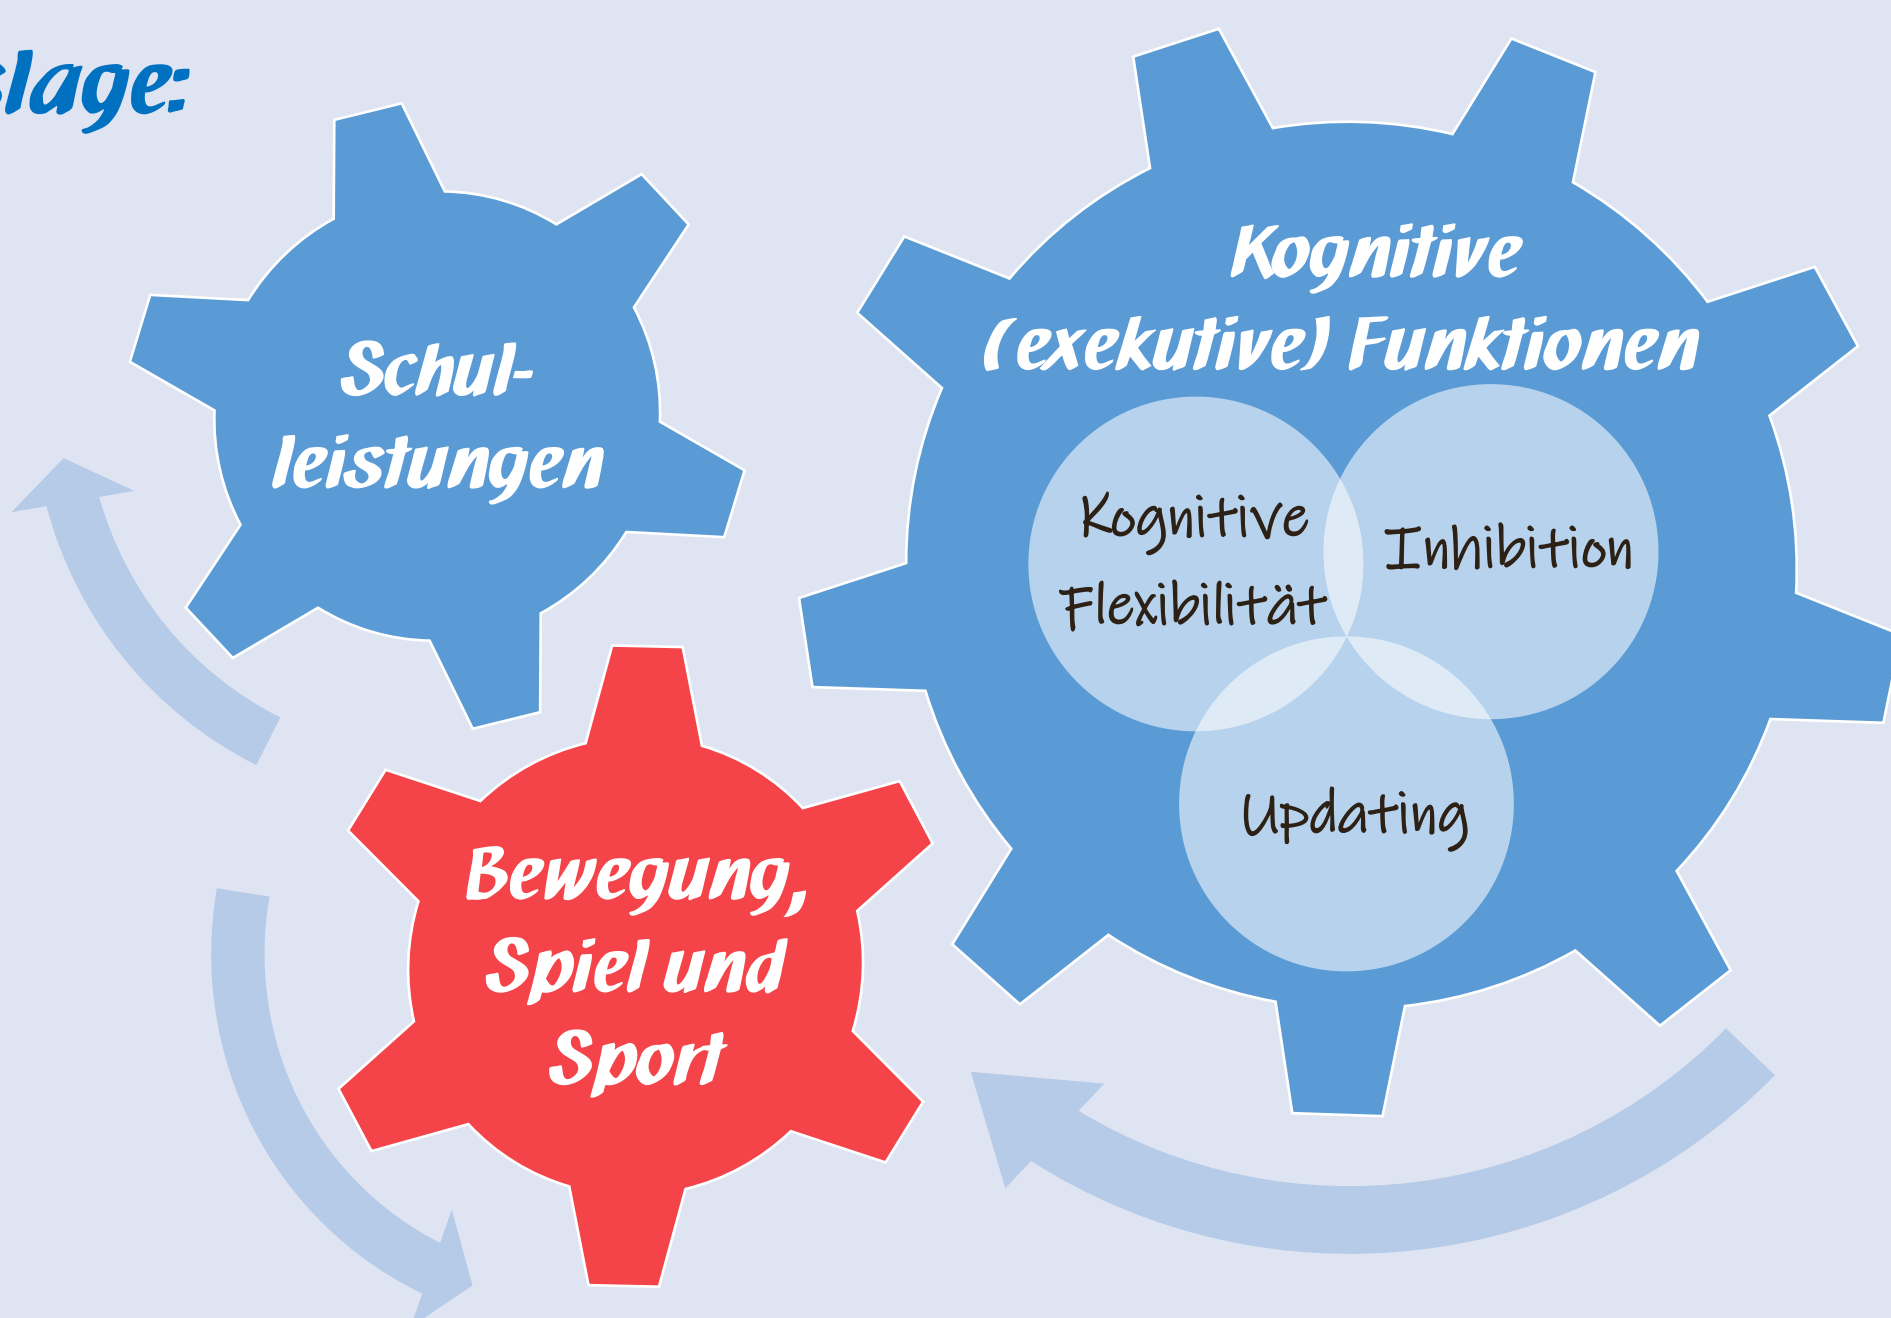 slage:
Schul-
leistungen
Kognitive
(exekutive) Funktionen
Kognitive
Flexibilität
Inhibition
Updating
Bewegung,
Spiel und
Sport